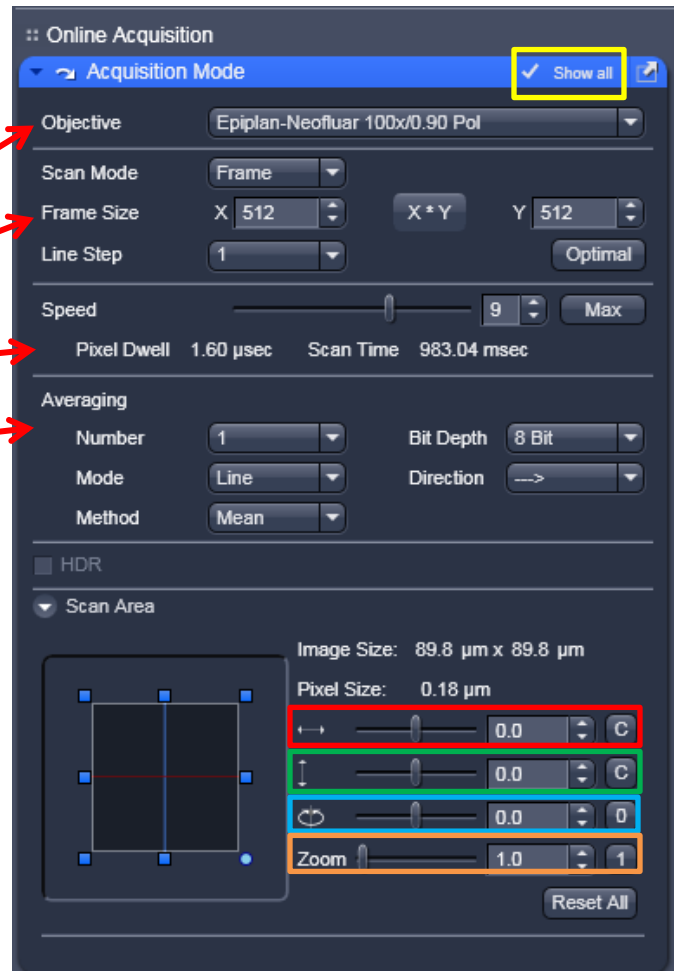 Online Acquisition
Acquisition Mode Show all
Objective Epiplan-Neofluar 100x/0.90 Pol
Scan Mode Frame
Frame Size X 512 X * Y Y 512
Line Step 1 Optimal
Speed 9 Max
Pixel Dwell 1.60 µsec Scan Time 983.04 msec
Averaging
Number 1 Bit Depth 8 Bit
Mode Line Direction --->
Method Mean
HDR
Scan Area
Image Size: 89.8 µm x 89.8 µm
Pixel Size: 0.18 µm
0.0 C
0.0 C
0.0 0
Zoom 1.0 1
Reset All